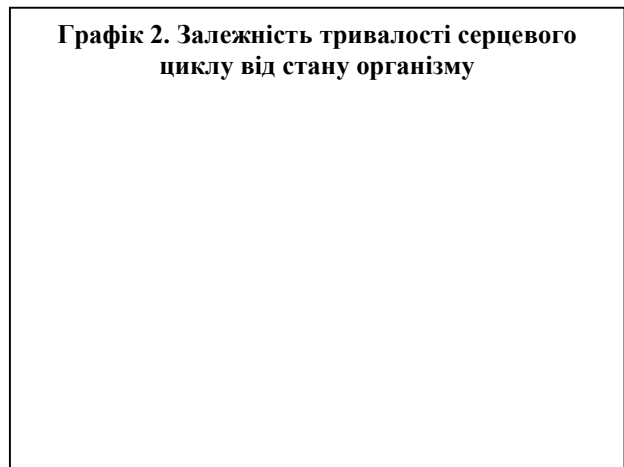 Графік 2. Залежність тривалості серцевого
циклу від стану організму